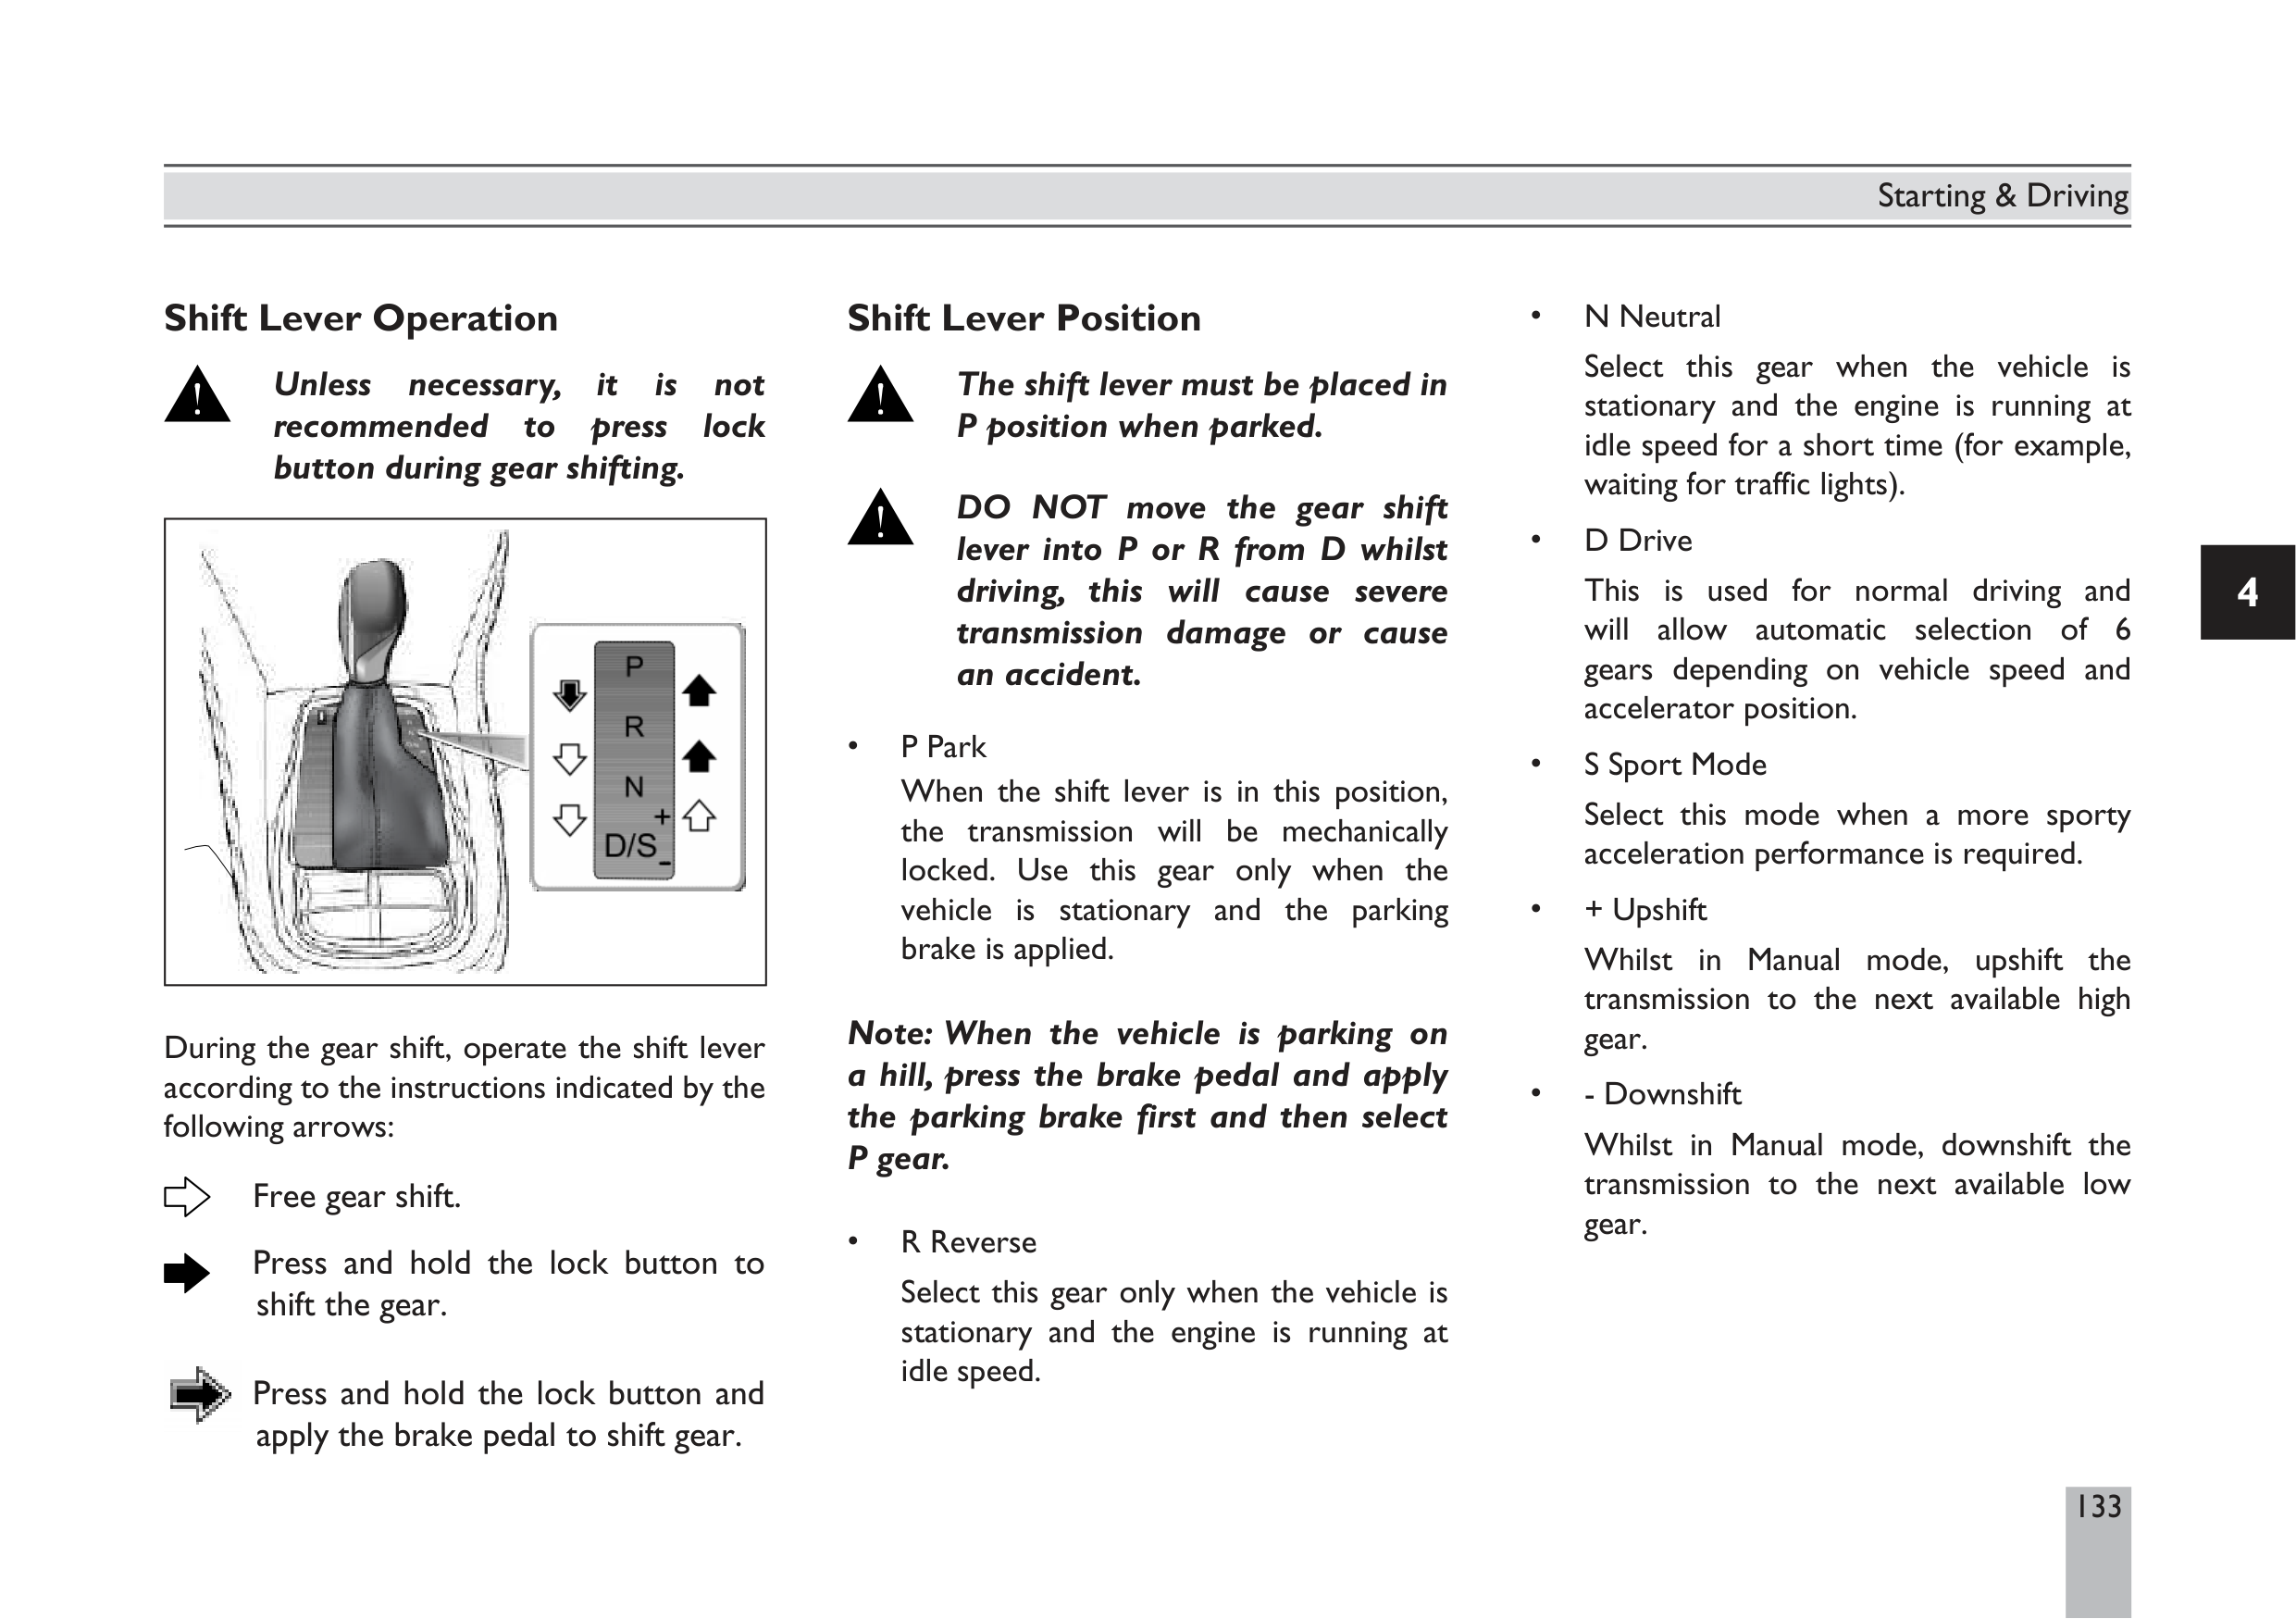 Starting & Driving
Shift Lever Operation
Unless necessary, it is not
recommended to press lock
button during gear shifting.
P
R
N
+
D/S
-
During the gear shift, operate the shift lever
according to the instructions indicated by the
following arrows:
Free gear shift.
Press and hold the lock button to
shift the gear.
Press and hold the lock button and
apply the brake pedal to shift gear.
Shift Lever Position
The shift lever must be placed in
P position when parked.
DO NOT move the gear shift
lever into P or R from D whilst
driving, this will cause severe
transmission damage or cause
an accident.
• P Park
When the shift lever is in this position,
the transmission will be mechanically
locked. Use this gear only when the
vehicle is stationary and the parking
brake is applied.
Note: When the vehicle is parking on
a hill, press the brake pedal and apply
the parking brake first and then select
P gear.
• R Reverse
Select this gear only when the vehicle is
stationary and the engine is running at
idle speed.
• N Neutral
Select this gear when the vehicle is
stationary and the engine is running at
idle speed for a short time (for example,
waiting for traffic lights).
• D Drive
This is used for normal driving and
will allow automatic selection of 6
gears depending on vehicle speed and
accelerator position.
• S Sport Mode
Select this mode when a more sporty
acceleration performance is required.
• + Upshift
Whilst in Manual mode, upshift the
transmission to the next available high
gear.
• - Downshift
Whilst in Manual mode, downshift the
transmission to the next available low
gear.
4
133